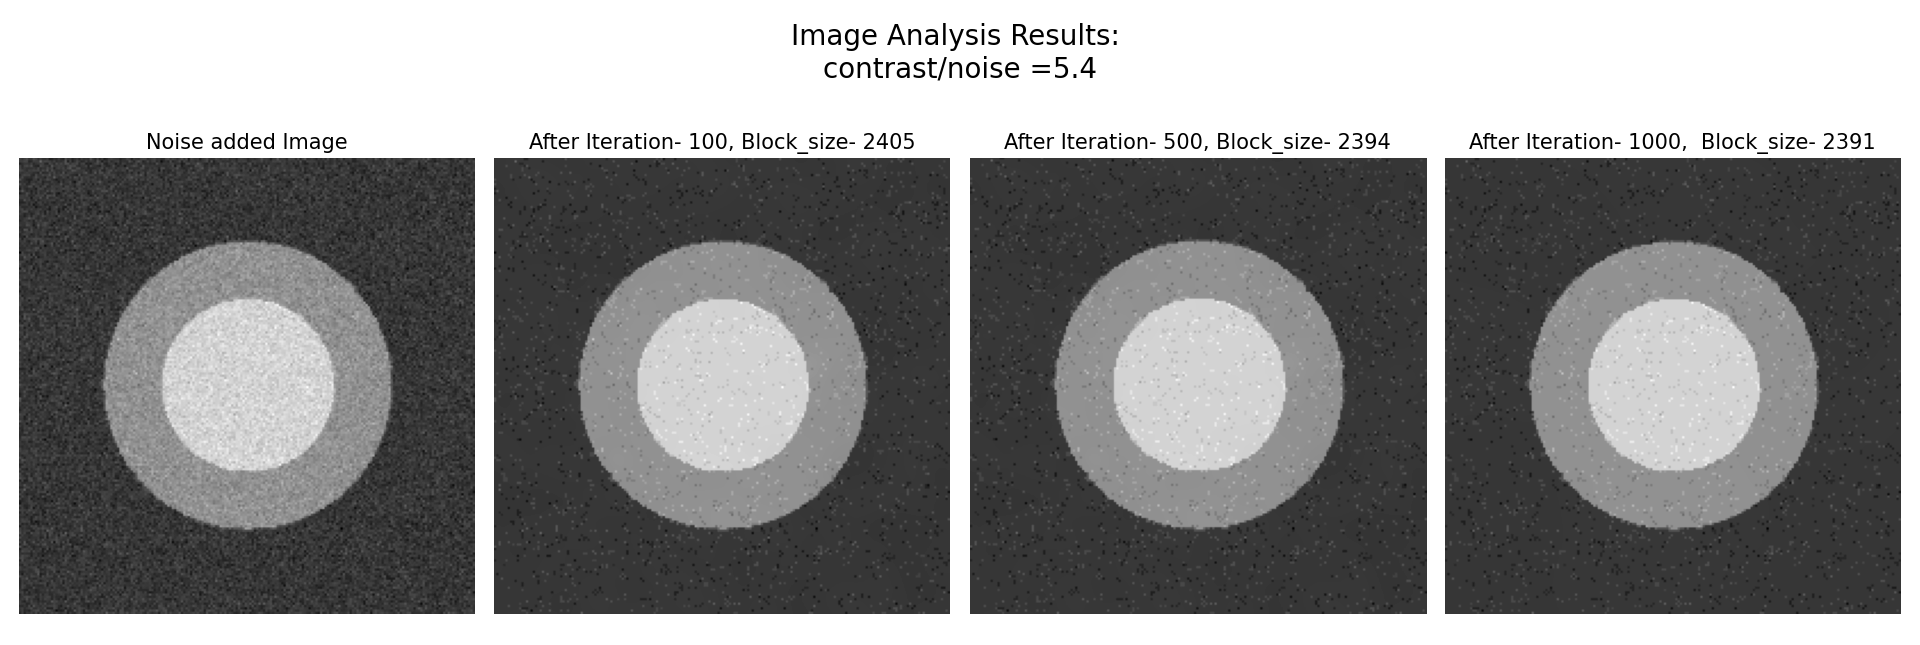 Image Analysis Results:
contrast/noise =5.4
Noise added Image
After Iteration- 100, Block_size- 2405
After Iteration- 500, Block_size- 2394
After Iteration- 1000,  Block_size- 2391